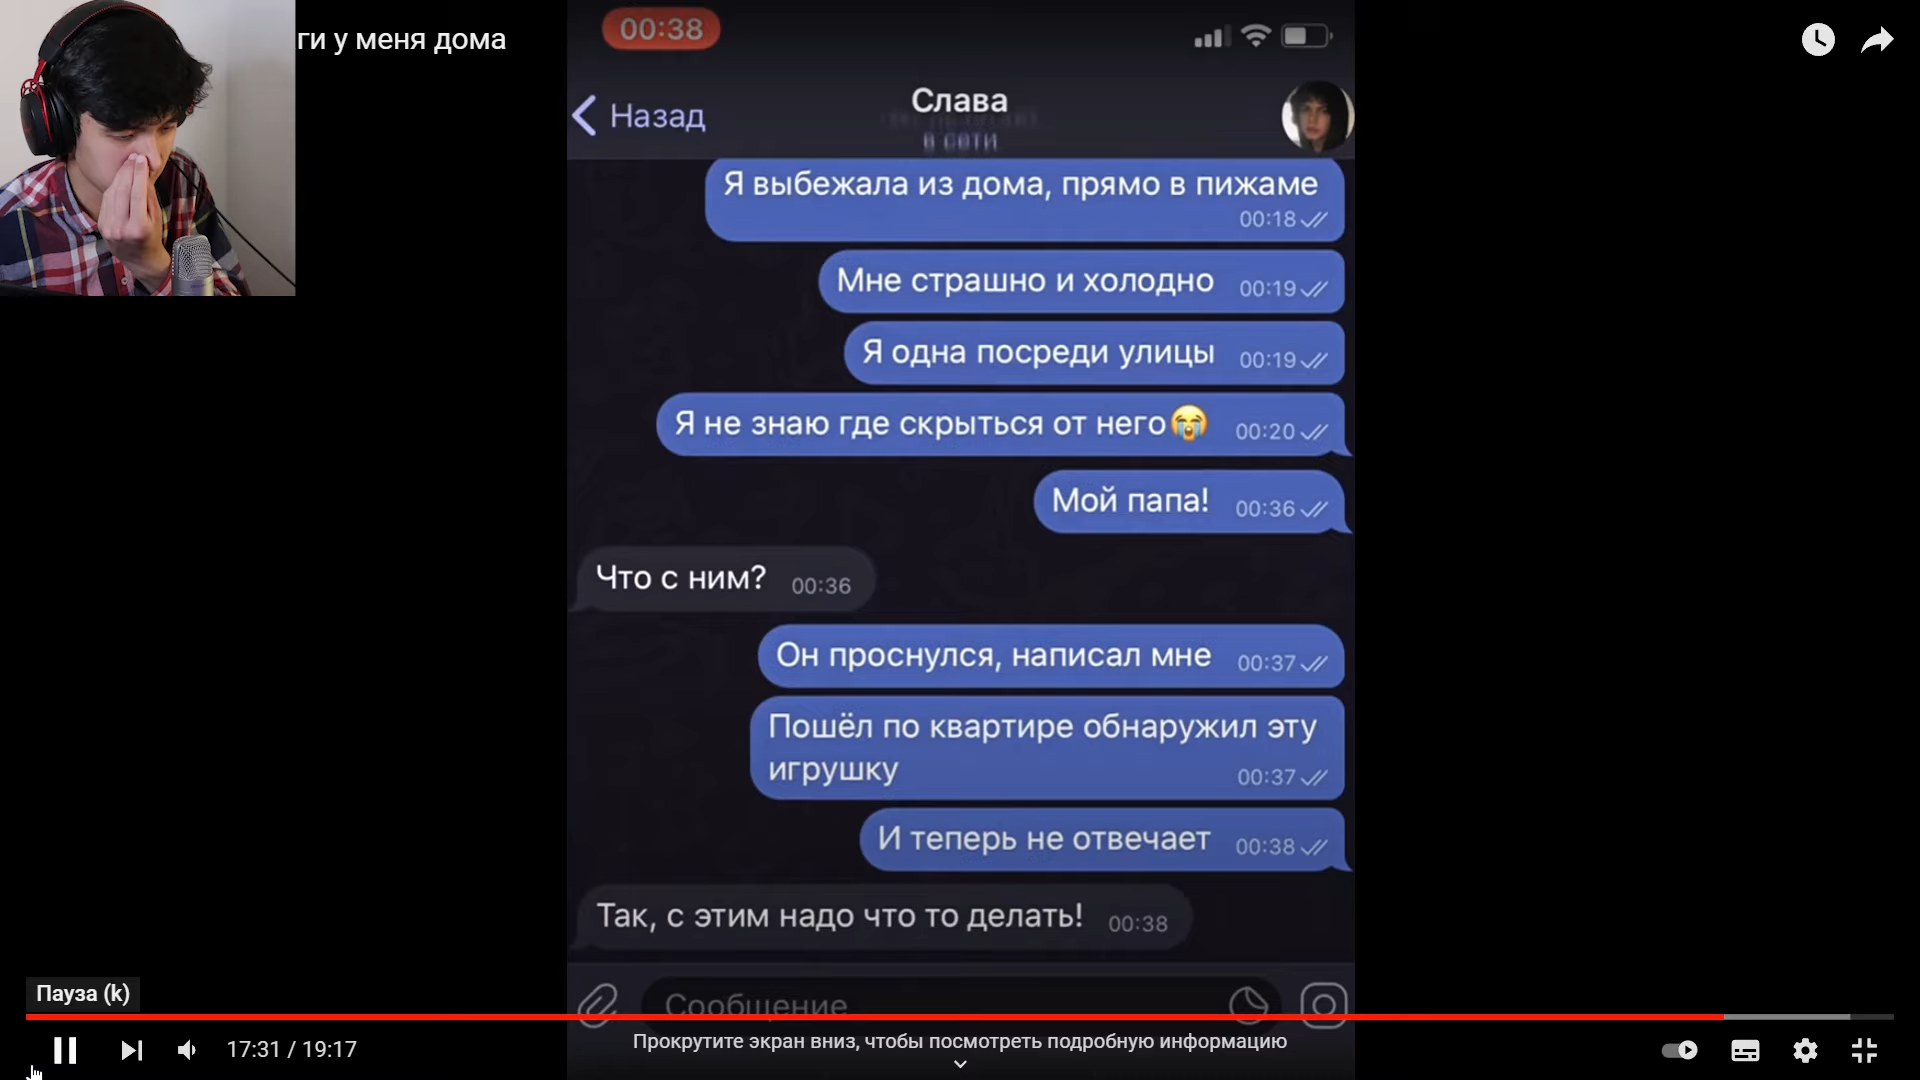 ги у меня дома
00:38
Назад
Слава
в сети
Я выбежала из дома, прямо в пижаме
00:18
Мне страшно и холодно 00:19
Я одна посреди улицы 00:19
Я не знаю где скрыться от него😭 00:20
Мой папа! 00:36
Что с ним? 00:36
Он проснулся, написал мне 00:37
Пошёл по квартире обнаружил эту
игрушку 00:37
И теперь не отвечает 00:38
Так, с этим надо что то делать! 00:38
Сообщение
Пауза (k)
17:31 / 19:17
Прокрутите экран вниз, чтобы посмотреть подробную информацию